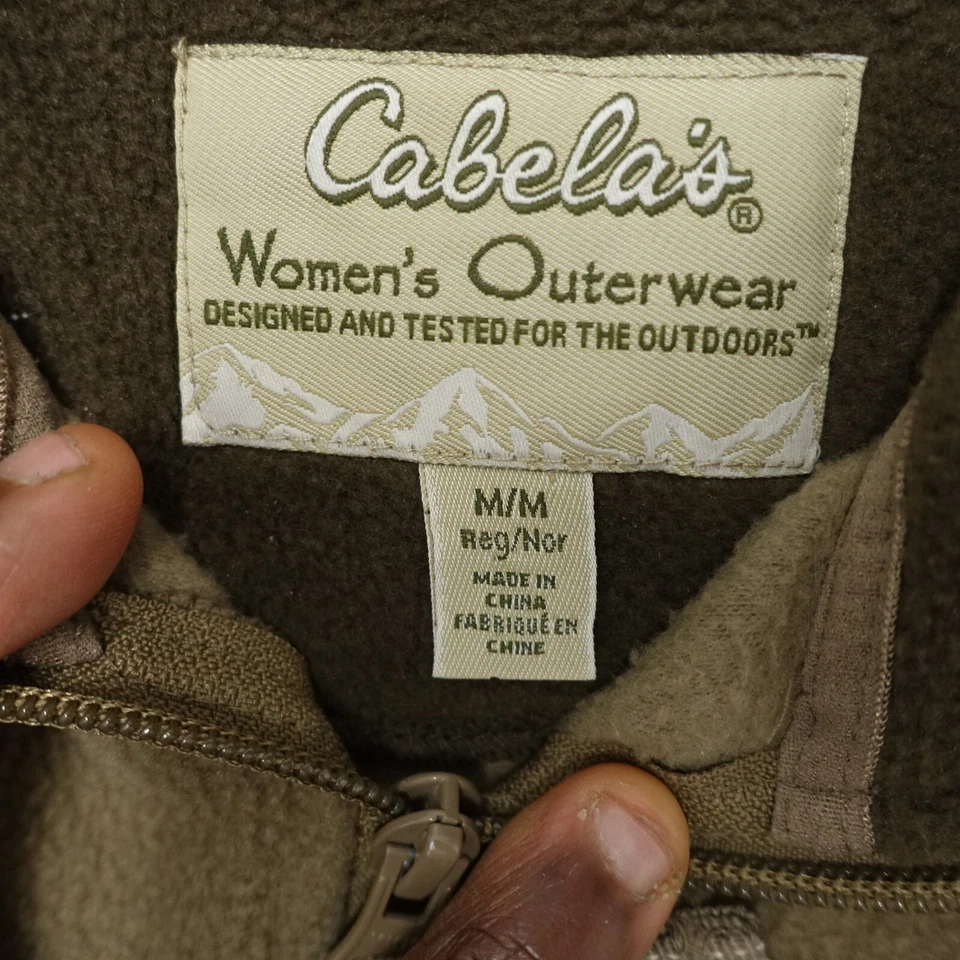 Cabela's®
Women's Outerwear
DESIGNED AND TESTED FOR THE OUTDOORS™
M/M
Reg/Nor
MADE IN
CHINA
FABRIQUÉ EN
CHINE